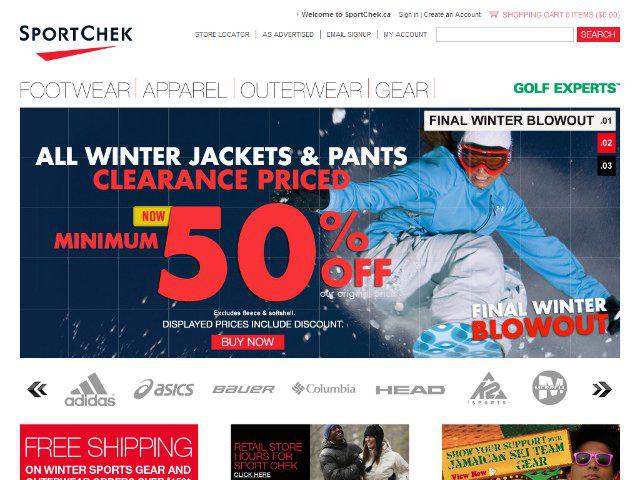 SPORTCHEK
Welcome to SportChek.ca Sign in | Create an Account SHOPPING CART 0 ITEMS ($0.00)
STORE LOCATOR | AS ADVERTISED | EMAIL SIGNUP | MY ACCOUNT SEARCH
FOOTWEAR | APPAREL | OUTERWEAR | GEAR | GOLF EXPERTS™
FINAL WINTER BLOWOUT .01
.02
.03
ALL WINTER JACKETS & PANTS
CLEARANCE PRICED
NOW
MINIMUM 50% OFF
our original prices
Excludes fleece & softshell.
DISPLAYED PRICES INCLUDE DISCOUNT.
BUY NOW
FINAL WINTER
BLOWOUT
adidas asics BAUER Columbia HEAD K2 SPORTS M MERRELL
FREE SHIPPING
ON WINTER SPORTS GEAR AND
OUTERWEAR ORDERS OVER
RETAIL STORE
HOURS FOR
SPORT CHEK
CLICK HERE
SHOW YOUR SUPPORT WITH
JAMAICAN SKI TEAM
GEAR
View Now